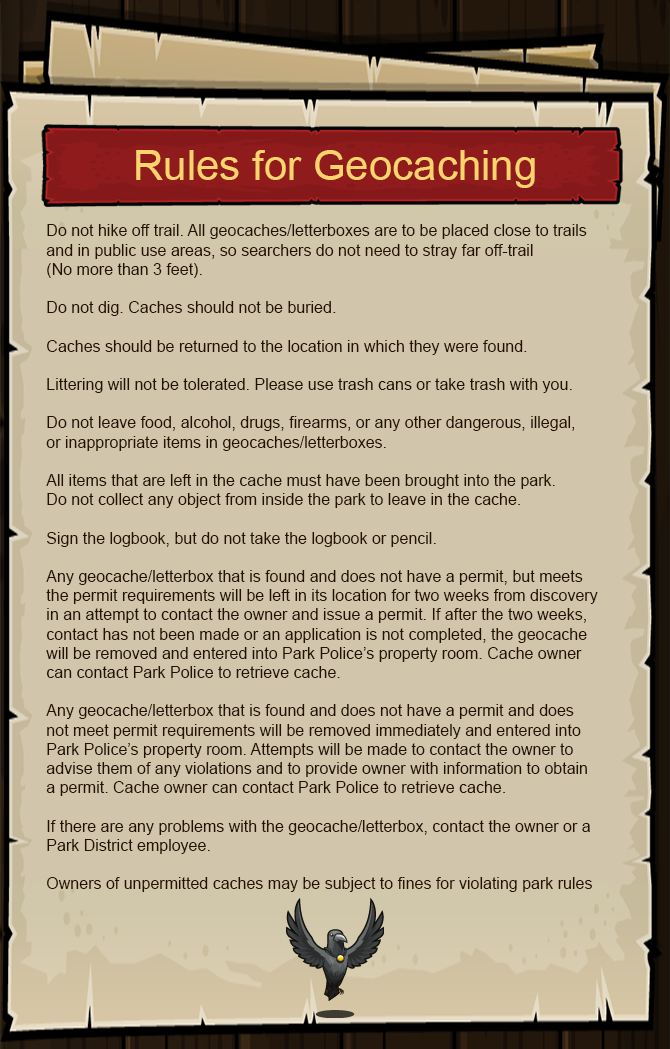 Rules for Geocaching
Do not hike off trail. All geocaches/letterboxes are to be placed close to trails
and in public use areas, so searchers do not need to stray far off-trail
(No more than 3 feet).
Do not dig. Caches should not be buried.
Caches should be returned to the location in which they were found.
Littering will not be tolerated. Please use trash cans or take trash with you.
Do not leave food, alcohol, drugs, firearms, or any other dangerous, illegal,
or inappropriate items in geocaches/letterboxes.
All items that are left in the cache must have been brought into the park.
Do not collect any object from inside the park to leave in the cache.
Sign the logbook, but do not take the logbook or pencil.
Any geocache/letterbox that is found and does not have a permit, but meets
the permit requirements will be left in its location for two weeks from discovery
in an attempt to contact the owner and issue a permit. If after the two weeks,
contact has not been made or an application is not completed, the geocache
will be removed and entered into Park Police’s property room. Cache owner
can contact Park Police to retrieve cache.
Any geocache/letterbox that is found and does not have a permit and does
not meet permit requirements will be removed immediately and entered into
Park Police’s property room. Attempts will be made to contact the owner to
advise them of any violations and to provide owner with information to obtain
a permit. Cache owner can contact Park Police to retrieve cache.
If there are any problems with the geocache/letterbox, contact the owner or a
Park District employee.
Owners of unpermitted caches may be subject to fines for violating park rules